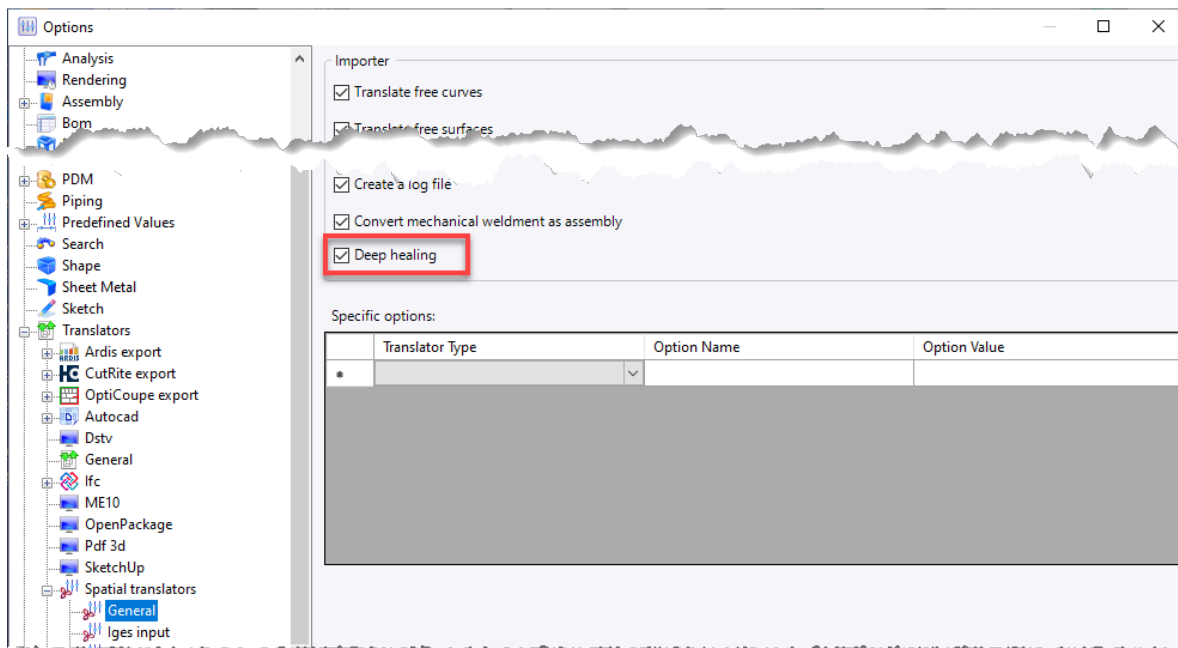 Options
Analysis
Rendering
Assembly
Bom
PDM
Piping
Predefined Values
Search
Shape
Sheet Metal
Sketch
Translators
Ardis export
CutRite export
OptiCoupe export
Autocad
Dstv
General
Ifc
ME10
OpenPackage
Pdf 3d
SketchUp
Spatial translators
General
Iges input
Importer
Translate free curves
Translate free surfaces
Create a log file
Convert mechanical weldment as assembly
Deep healing
Specific options:
Translator Type Option Name Option Value